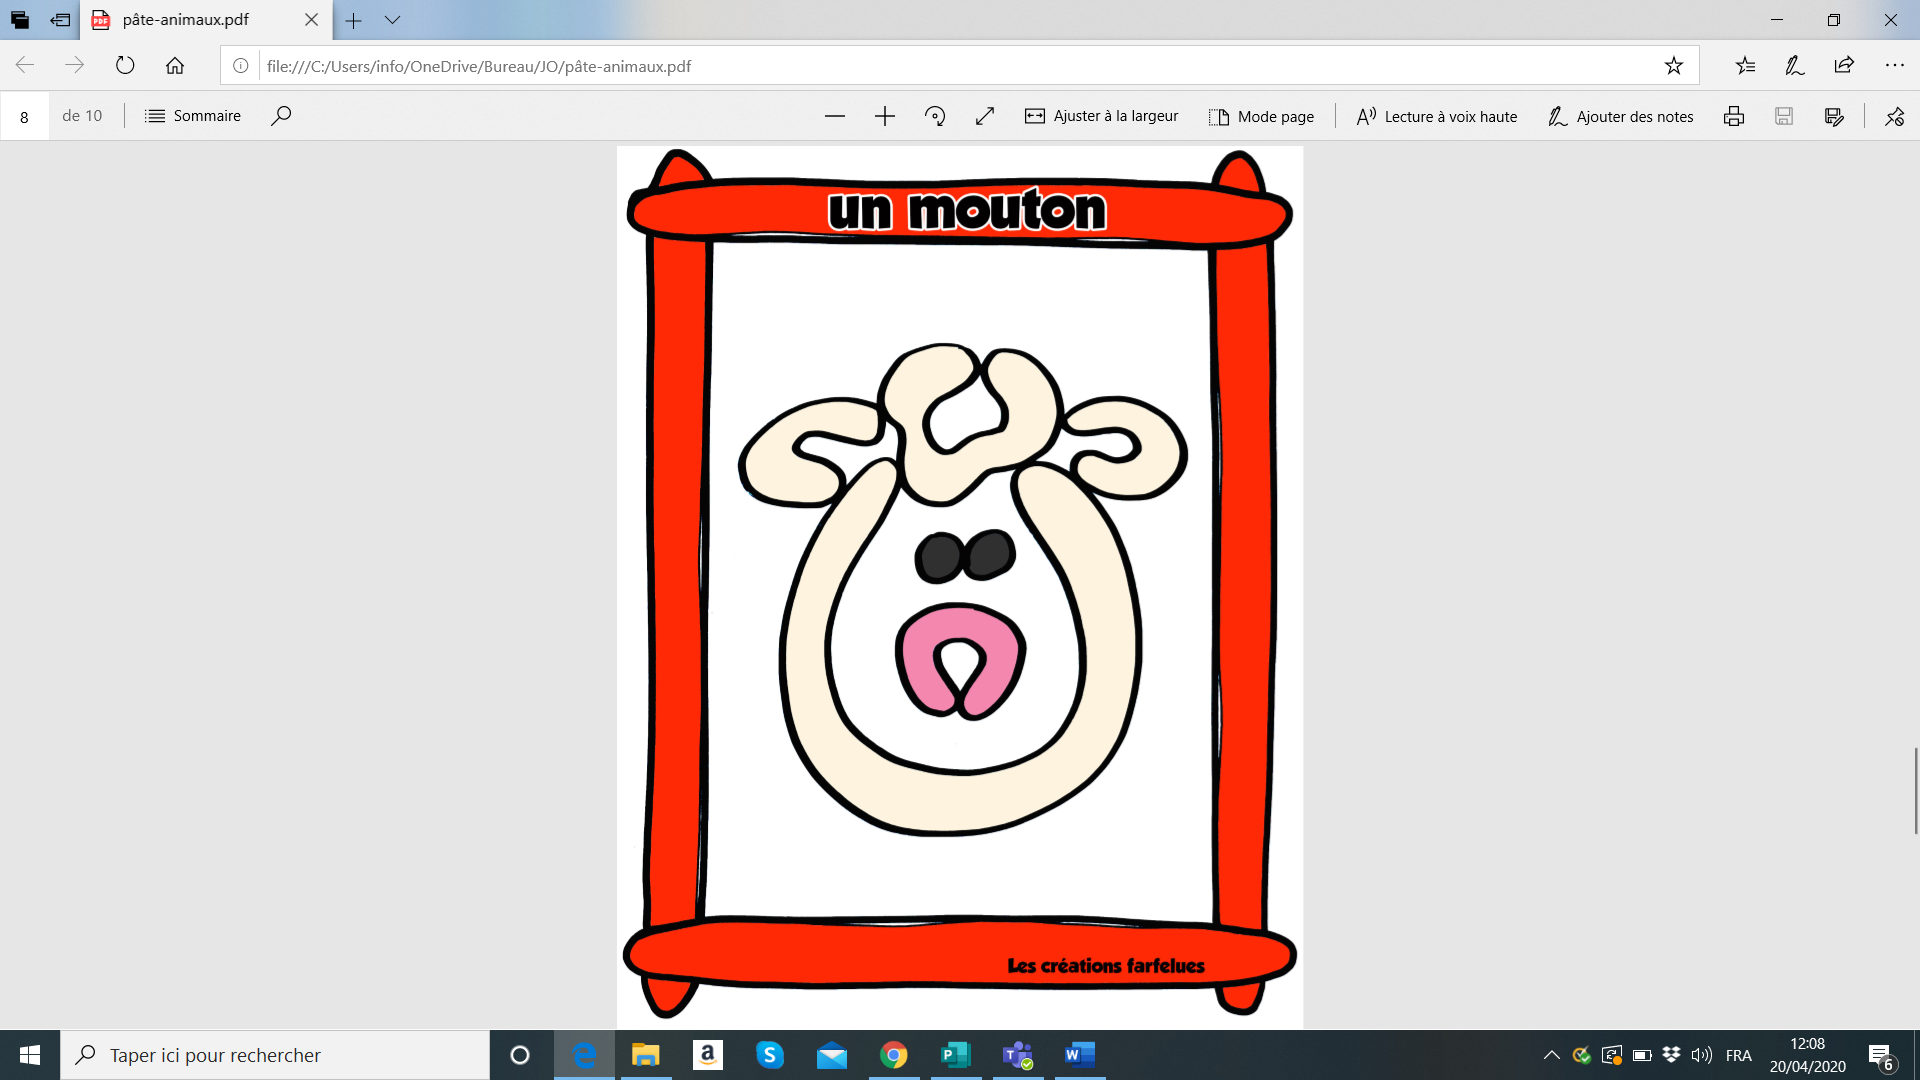 pâte-animaux.pdf
file:///C:/Users/info/OneDrive/Bureau/JO/pâte-animaux.pdf
8 de 10 Sommaire Ajuster à la largeur Mode page Lecture à voix haute Ajouter des notes
un mouton
Les créations farfelues
Taper ici pour rechercher
FRA
12:08
20/04/2020
6